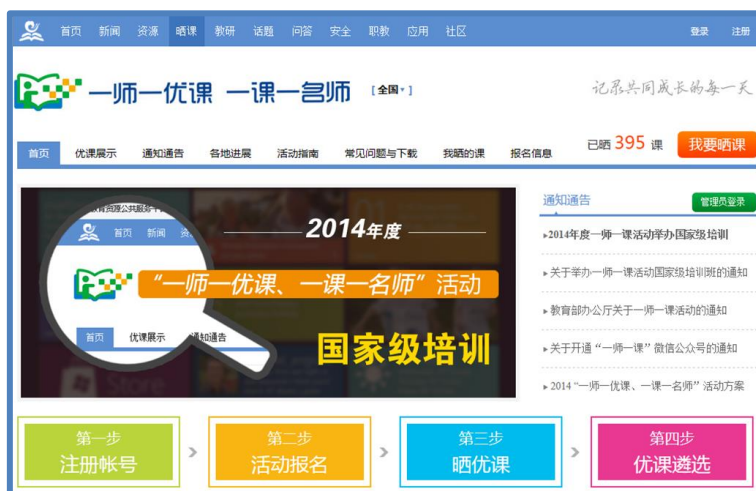 首页 新闻 资源 晒课 教研 话题 问答 安全 职教 应用 社区 登录 注册
一师一优课 一课一名师 [全国▾] 记录共同成长的每一天
首页 优课展示 通知通告 各地进展 活动指南 常见问题与下载 我晒的课 报名信息 已晒 395 课 我要晒课
通知通告 管理员登录
教育资源公共服务平
首页 新闻 资
2014年度
“一师一优课、一课一名师”活动
首页 优课展示 通知通告
国家级培训
Store
▸2014年度一师一课活动举办国家级培训
▸关于举办一师一课活动国家级培训班的通知
▸教育部办公厅关于一师一课活动的通知
▸关于开通“一师一课”微信公众号的通知
▸2014“一师一优课、一课一名师”活动方案
第一步 > 第二步 > 第三步 > 第四步
注册帐号 活动报名 晒优课 优课遴选